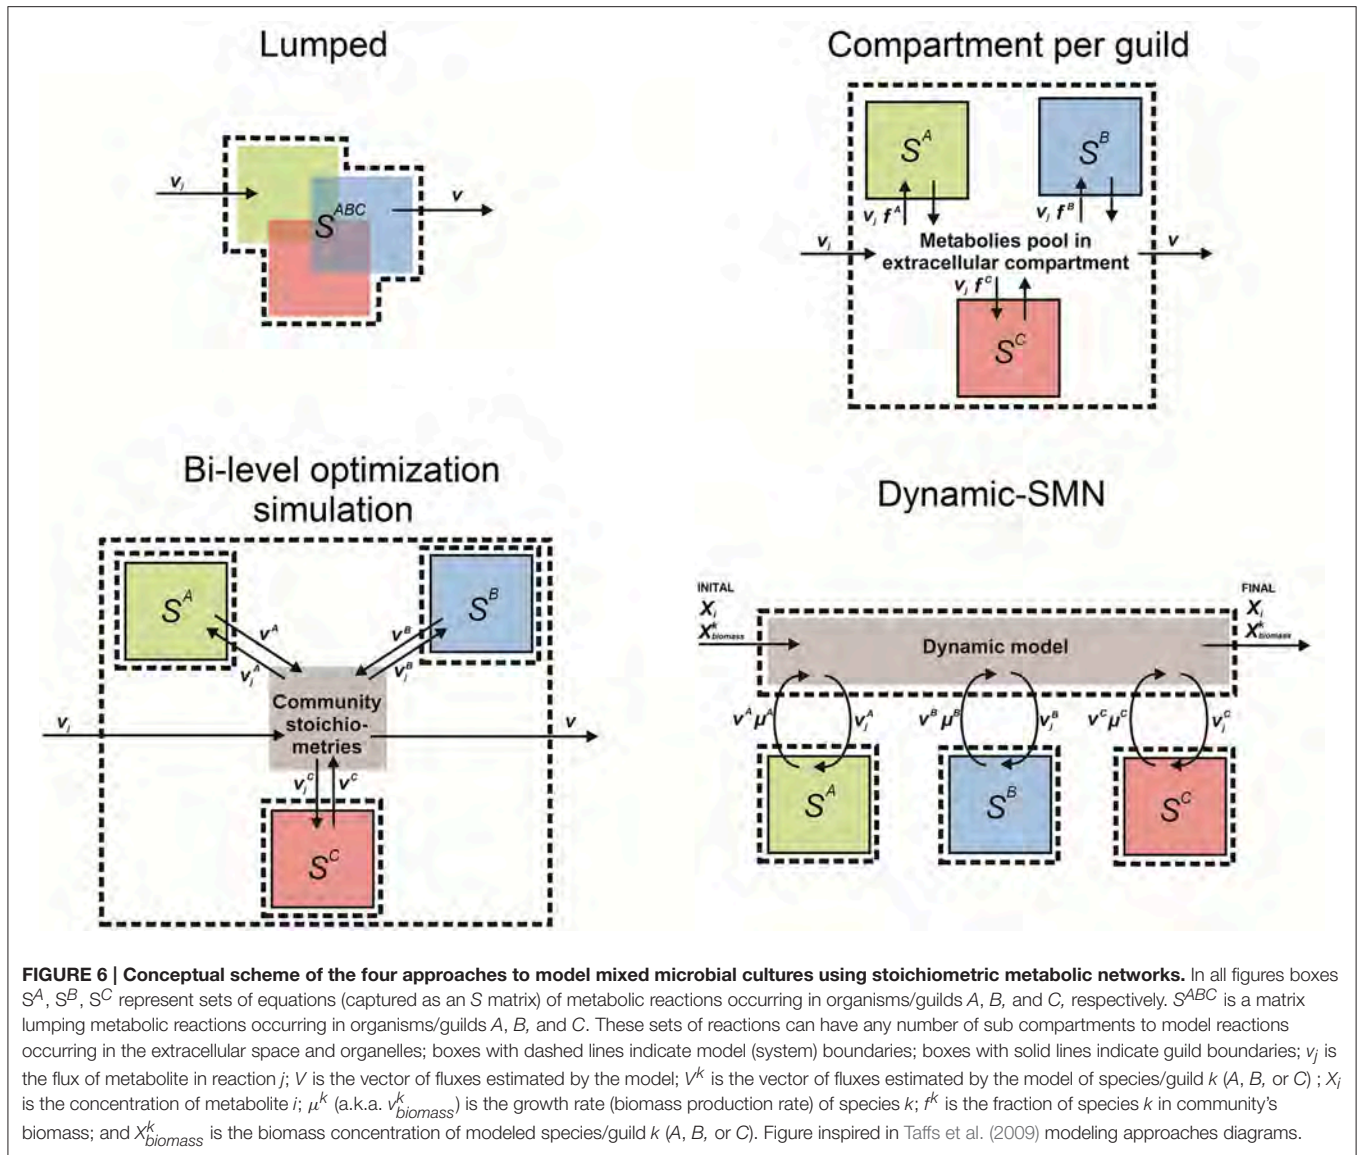 Lumped
v_j
S^ABC
v
Compartment per guild
S^A
S^B
v_j f^A
v_j f^B
v_j
Metabolies pool in
extracellular compartment
v
v_j f^C
S^C
Bi-level optimization
simulation
S^A
S^B
v^A
v^B
v_j^A
v_j^B
Community
stoichio-
metries
v_j
v
v_j^C
v^C
S^C
Dynamic-SMN
INITAL
X_i
X^k_biomass
FINAL
X_i
X^k_biomass
Dynamic model
v^A μ^A
v_j^A
v^B μ^B
v_j^B
v^C μ^C
v_j^C
S^A
S^B
S^C
FIGURE 6 | Conceptual scheme of the four approaches to model mixed microbial cultures using stoichiometric metabolic networks. In all figures boxes
S^A, S^B, S^C represent sets of equations (captured as an S matrix) of metabolic reactions occurring in organisms/guilds A, B, and C, respectively. S^ABC is a matrix
lumping metabolic reactions occurring in organisms/guilds A, B, and C. These sets of reactions can have any number of sub compartments to model reactions
occurring in the extracellular space and organelles; boxes with dashed lines indicate model (system) boundaries; boxes with solid lines indicate guild boundaries; v_j is
the flux of metabolite in reaction j; V is the vector of fluxes estimated by the model; V^k is the vector of fluxes estimated by the model of species/guild k (A, B, or C) ; X_i
is the concentration of metabolite i; μ^k (a.k.a. v^k_biomass) is the growth rate (biomass production rate) of species k; f^k is the fraction of species k in community's
biomass; and X^k_biomass is the biomass concentration of modeled species/guild k (A, B, or C). Figure inspired in Taffs et al. (2009) modeling approaches diagrams.